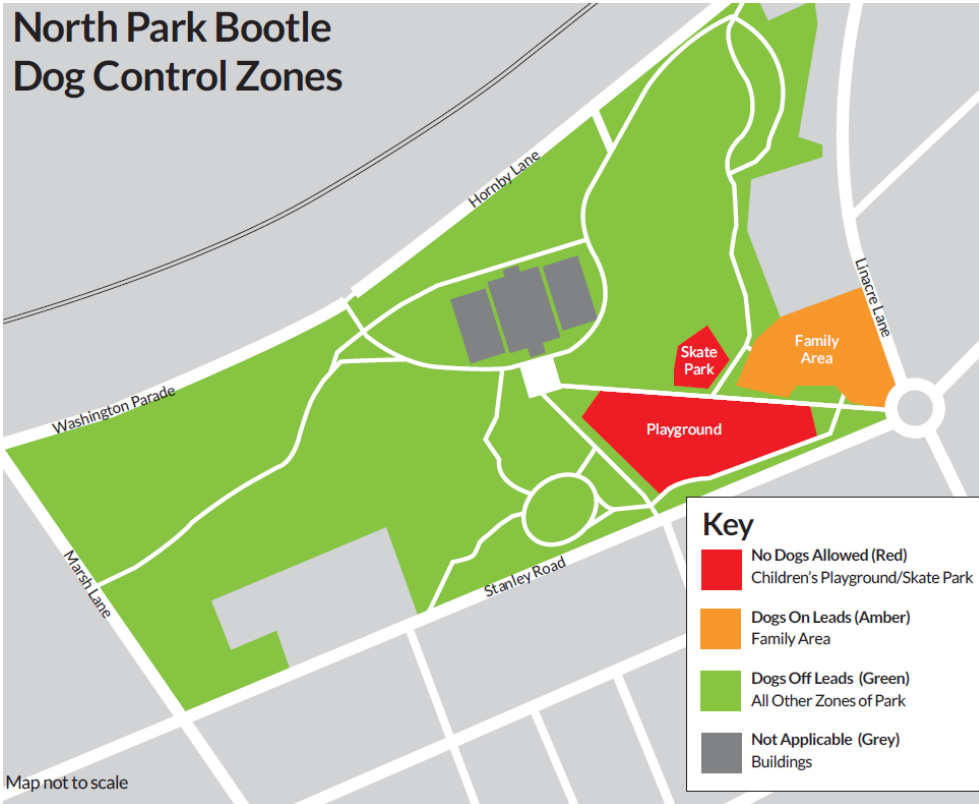 North Park Bootle
Dog Control Zones
Hornby Lane
Linacre Lane
Family
Area
Skate
Park
Washington Parade
Playground
Marsh Lane
Stanley Road
Key
No Dogs Allowed (Red)
Children's Playground/Skate Park
Dogs On Leads (Amber)
Family Area
Dogs Off Leads (Green)
All Other Zones of Park
Not Applicable (Grey)
Buildings
Map not to scale